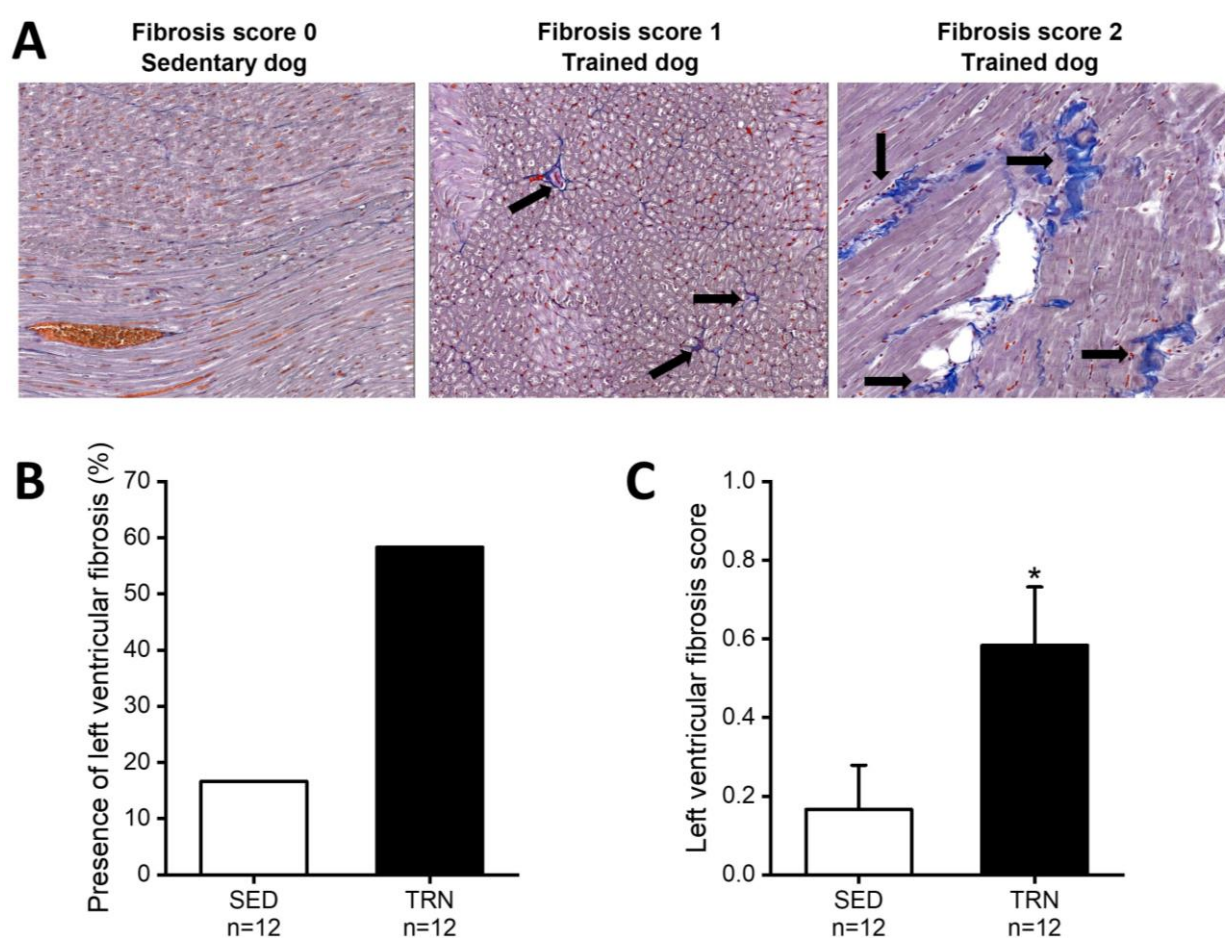 A
Fibrosis score 0
Sedentary dog
Fibrosis score 1
Trained dog
Fibrosis score 2
Trained dog
B
Presence of left ventricular fibrosis (%)
70
60
50
40
30
20
10
0
SED
n=12
TRN
n=12
C
Left ventricular fibrosis score
1.0
0.8
0.6
0.4
0.2
0.0
*
SED
n=12
TRN
n=12